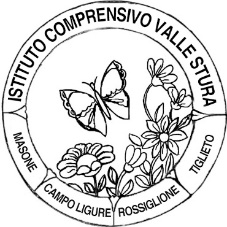 ISTITUTO COMPRENSIVO VALLE STURA
MASONE
CAMPO LIGURE
ROSSIGLIONE
TIGLIETO